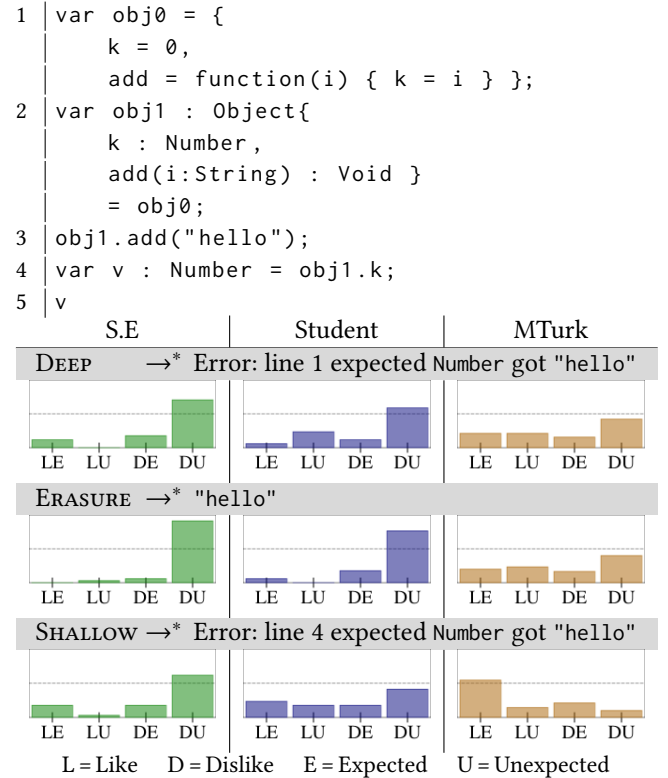 1 var obj0 = {
k = 0,
add = function(i) { k = i } };
2 var obj1 : Object{
k : Number,
add(i:String) : Void }
= obj0;
3 obj1.add("hello");
4 var v : Number = obj1.k;
5 v
S.E Student MTurk
DEEP →* Error: line 1 expected Number got "hello"
LE LU DE DU LE LU DE DU LE LU DE DU
ERASURE →* "hello"
LE LU DE DU LE LU DE DU LE LU DE DU
SHALLOW →* Error: line 4 expected Number got "hello"
LE LU DE DU LE LU DE DU LE LU DE DU
L = Like D = Dislike E = Expected U = Unexpected